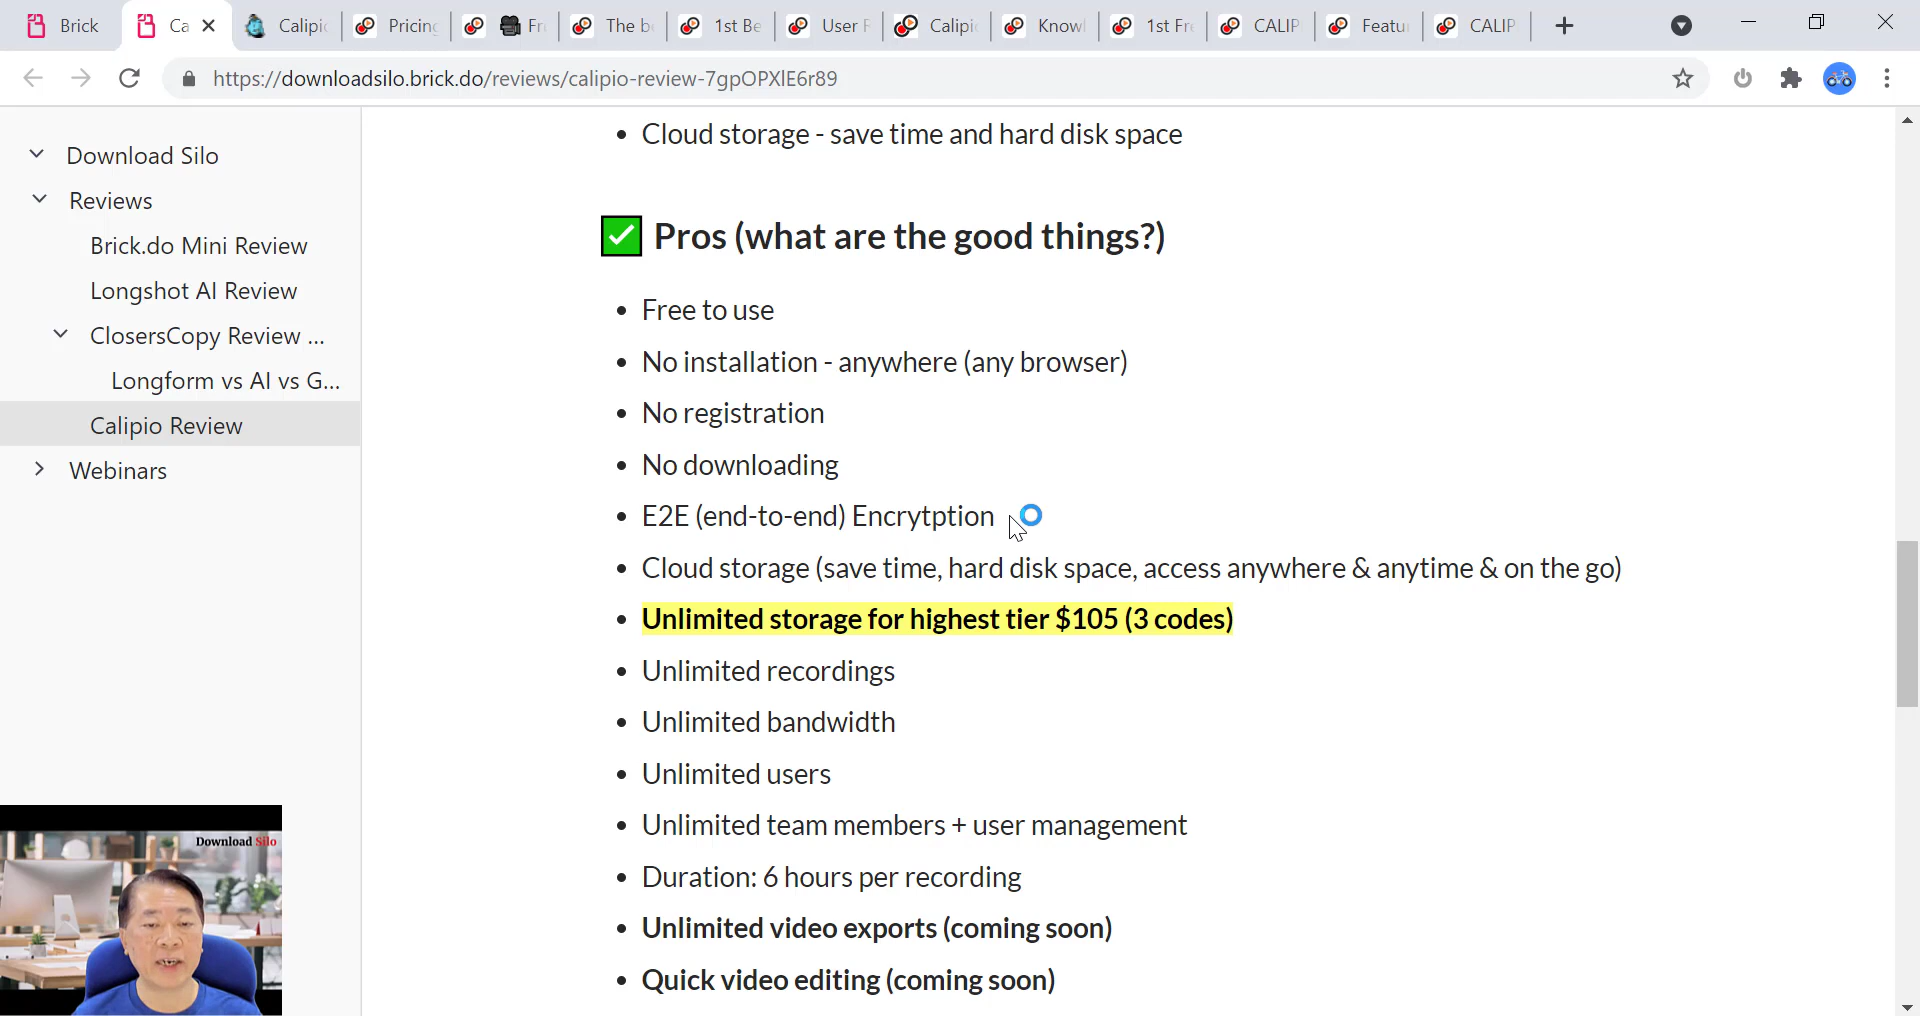 Brick
Ca
Calipi
Pricing
Fr
The b
1st Be
User F
Calipi
Knowl
1st Fre
CALIP
Featu
CALIP
https://downloadsilo.brick.do/reviews/calipio-review-7gpOPXlE6r89
Download Silo
Reviews
Brick.do Mini Review
Longshot AI Review
ClosersCopy Review ...
Longform vs AI vs G...
Calipio Review
Webinars
• Cloud storage - save time and hard disk space
Pros (what are the good things?)
• Free to use
• No installation - anywhere (any browser)
• No registration
• No downloading
• E2E (end-to-end) Encrytption
• Cloud storage (save time, hard disk space, access anywhere & anytime & on the go)
• Unlimited storage for highest tier $105 (3 codes)
• Unlimited recordings
• Unlimited bandwidth
• Unlimited users
• Unlimited team members + user management
• Duration: 6 hours per recording
• Unlimited video exports (coming soon)
• Quick video editing (coming soon)
Download Silo